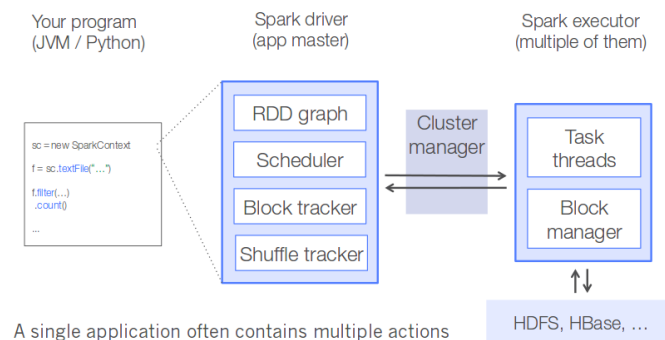 Your program
(JVM / Python)
Spark driver
(app master)
Spark executor
(multiple of them)
sc = new SparkContext
f = sc.textFile("…")
f.filter(…)
.count()
...
RDD graph
Scheduler
Block tracker
Shuffle tracker
Cluster
manager
Task
threads
Block
manager
HDFS, HBase, …
A single application often contains multiple actions